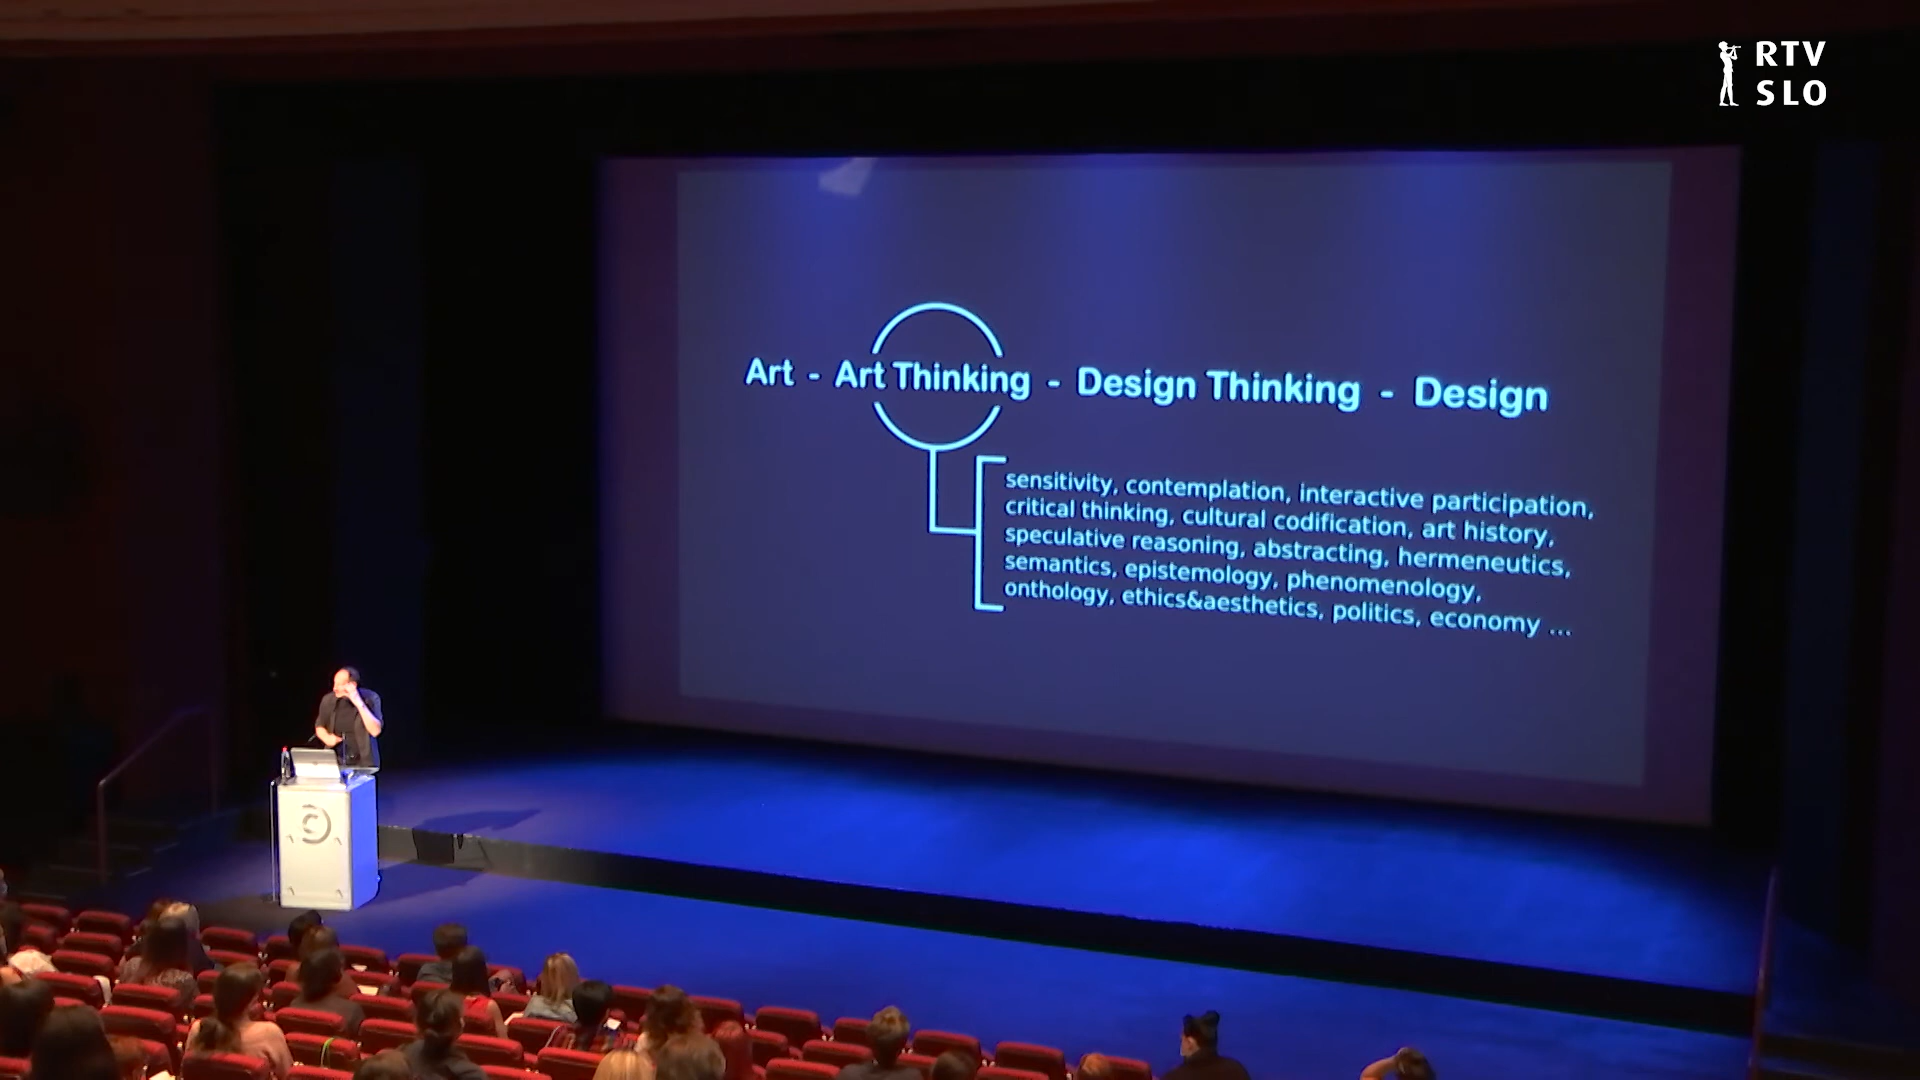 RTV
SLO
Art - Art Thinking - Design Thinking - Design
sensitivity, contemplation, interactive participation,
critical thinking, cultural codification, art history,
speculative reasoning, abstracting, hermeneutics,
semantics, epistemology, phenomenology,
onthology, ethics&aesthetics, politics, economy ...